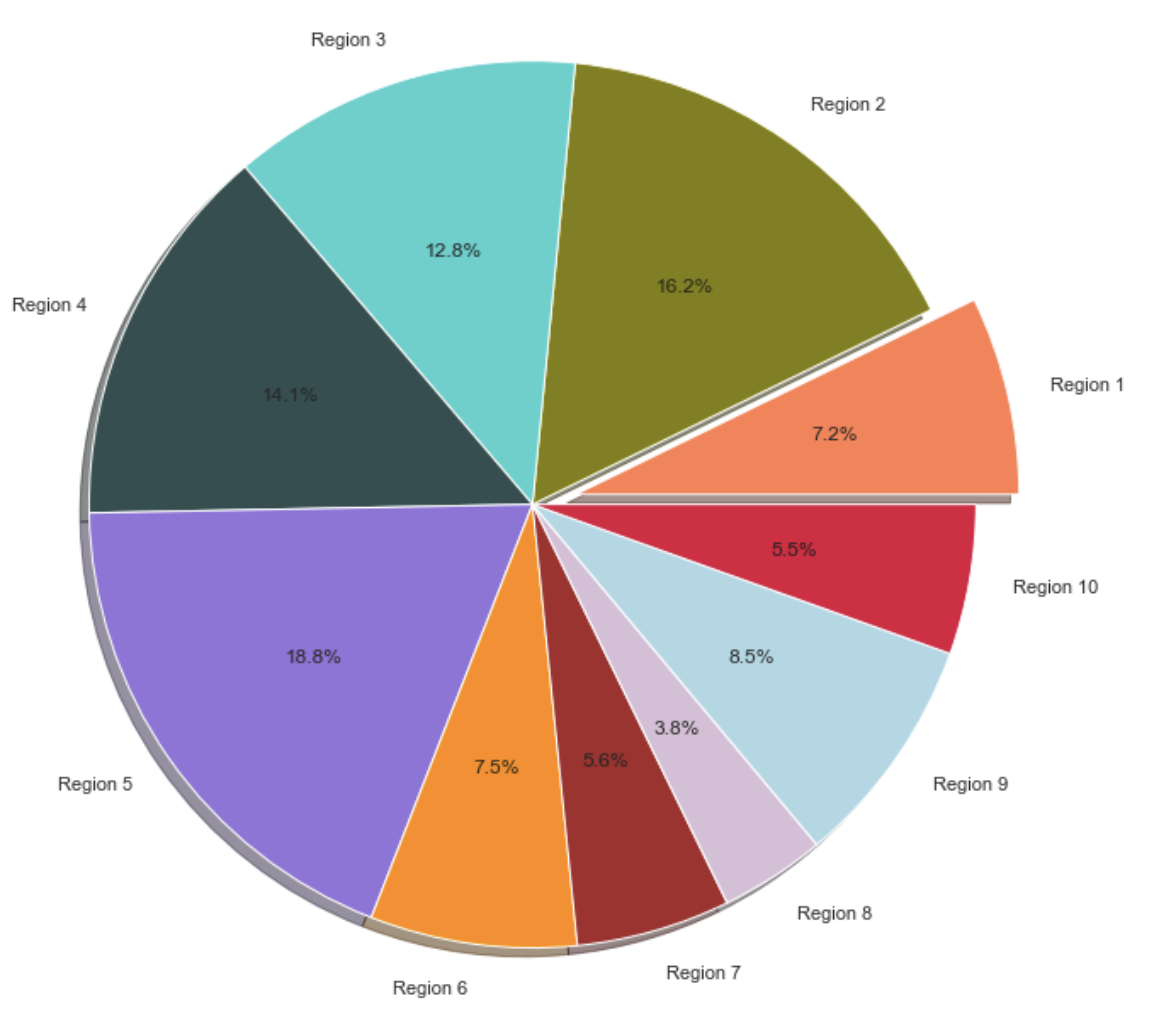 Region 3
Region 2
12.8%
16.2%
Region 4
Region 1
14.1%
7.2%
5.5%
Region 10
18.8%
8.5%
3.8%
7.5%
5.6%
Region 5
Region 9
Region 8
Region 7
Region 6